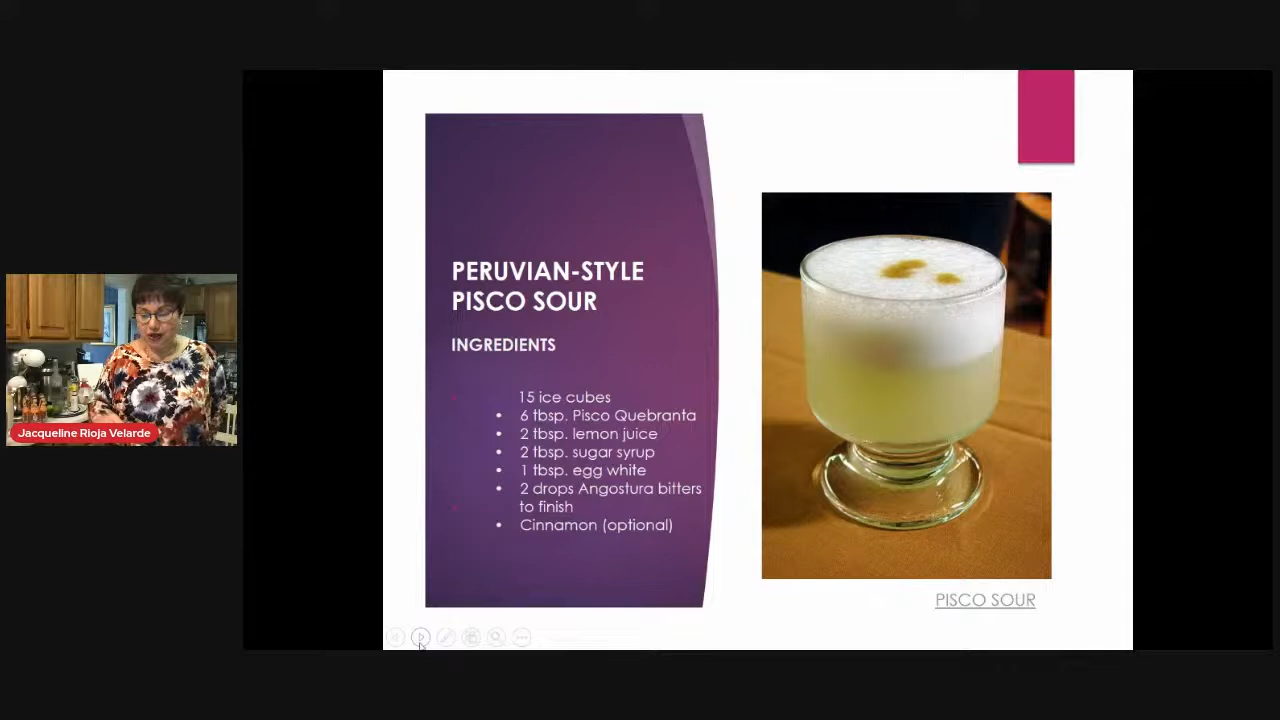 PERUVIAN-STYLE
PISCO SOUR
INGREDIENTS
15 ice cubes
• 6 tbsp. Pisco Quebranta
• 2 tbsp. lemon juice
• 2 tbsp. sugar syrup
• 1 tbsp. egg white
• 2 drops Angostura bitters
to finish
• Cinnamon (optional)
PISCO SOUR
Jacqueline Rioja Velarde